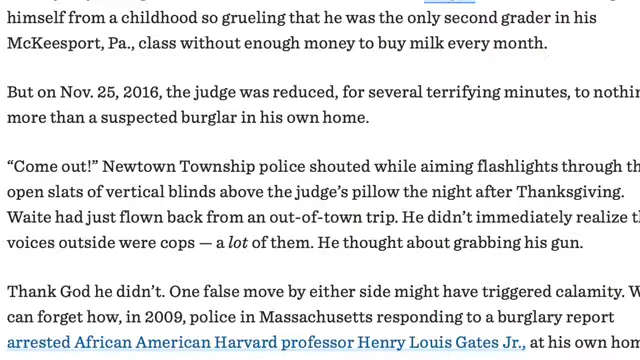 himself from a childhood so grueling that he was the only second grader in his
McKeesport, Pa., class without enough money to buy milk every month.
But on Nov. 25, 2016, the judge was reduced, for several terrifying minutes, to
more than a suspected burglar in his own home.
“Come out!” Newtown Township police shouted while aiming flashlights through
open slats of vertical blinds above the judge’s pillow the night after Thanksgiving.
Waite had just flown back from an out-of-town trip. He didn’t immediately realize
voices outside were cops — a lot of them. He thought about grabbing his gun.
Thank God he didn’t. One false move by either side might have triggered calamity.
can forget how, in 2009, police in Massachusetts responding to a burglary report
arrested African American Harvard professor Henry Louis Gates Jr., at his own